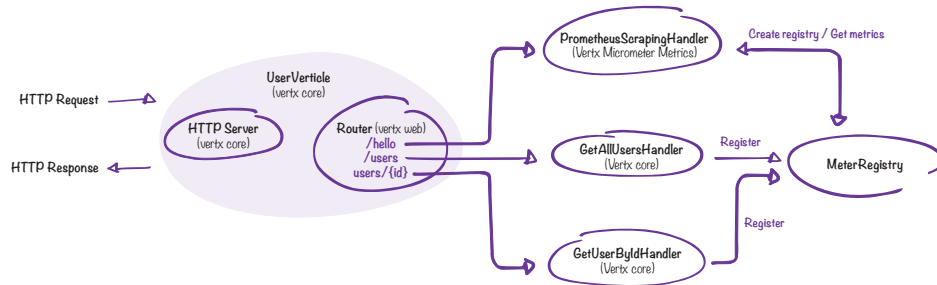 PrometheusScrapingHandler
(Vertx Micrometer Metrics)
Create registry / Get metrics
UserVerticle
(vertx core)
HTTP Request
HTTP Server
(vertx core)
Router (vertx web)
/hello
/users
users/{id}
HTTP Response
GetAllUsersHandler
(Vertx core)
Register
MeterRegistry
Register
GetUserByIdHandler
(Vertx core)